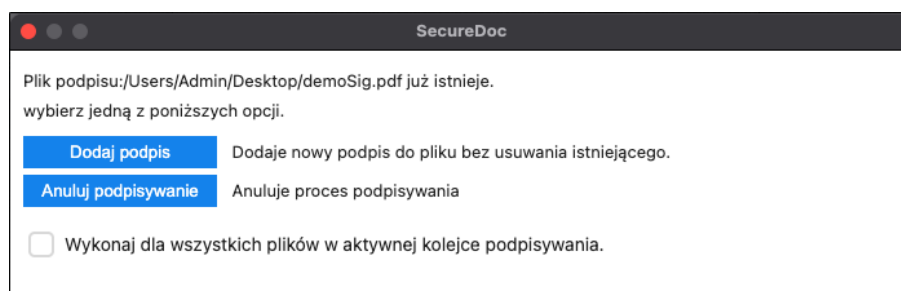 SecureDoc
Plik podpisu:/Users/Admin/Desktop/demoSig.pdf już istnieje.
wybierz jedną z poniższych opcji.
Dodaj podpis Dodaje nowy podpis do pliku bez usuwania istniejącego.
Anuluj podpisywanie Anuluje proces podpisywania
Wykonaj dla wszystkich plików w aktywnej kolejce podpisywania.